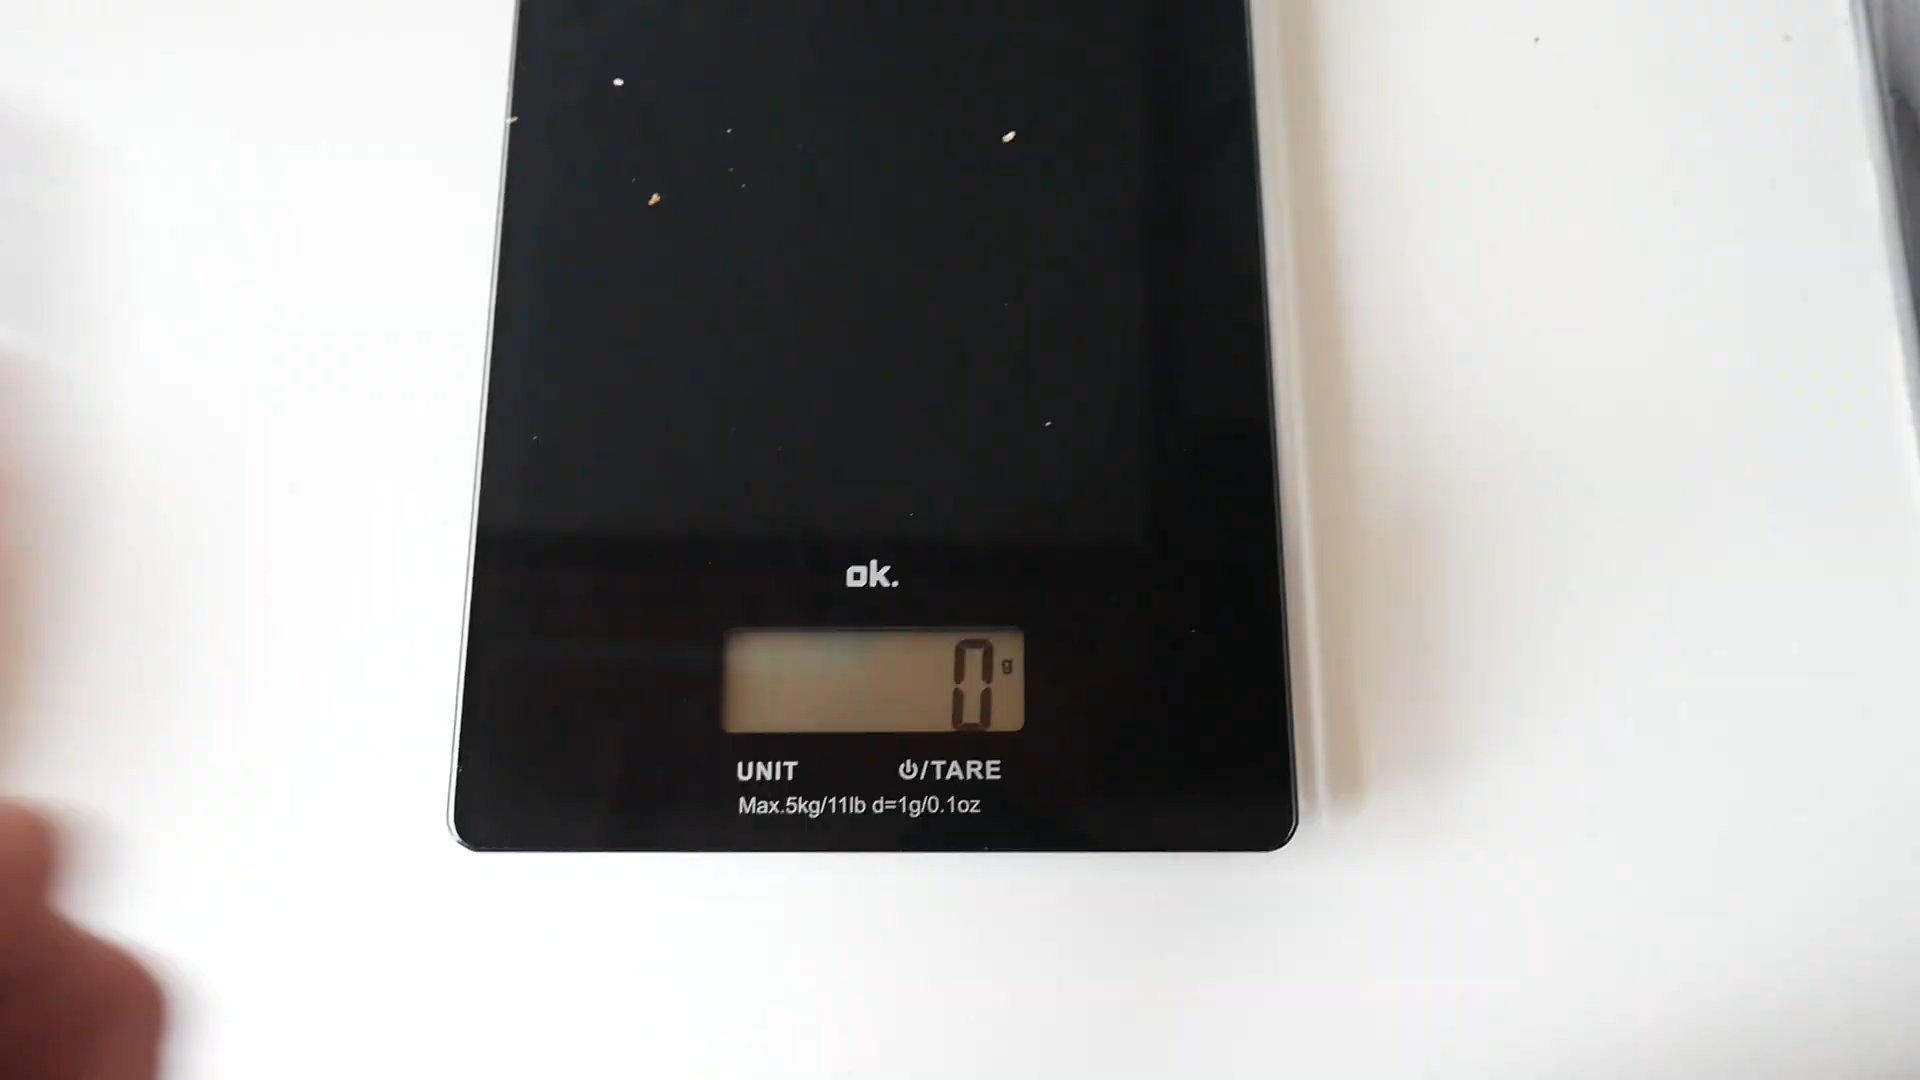 ok.
0 g
UNIT ⏻/TARE
Max.5kg/11lb d=1g/0.1oz